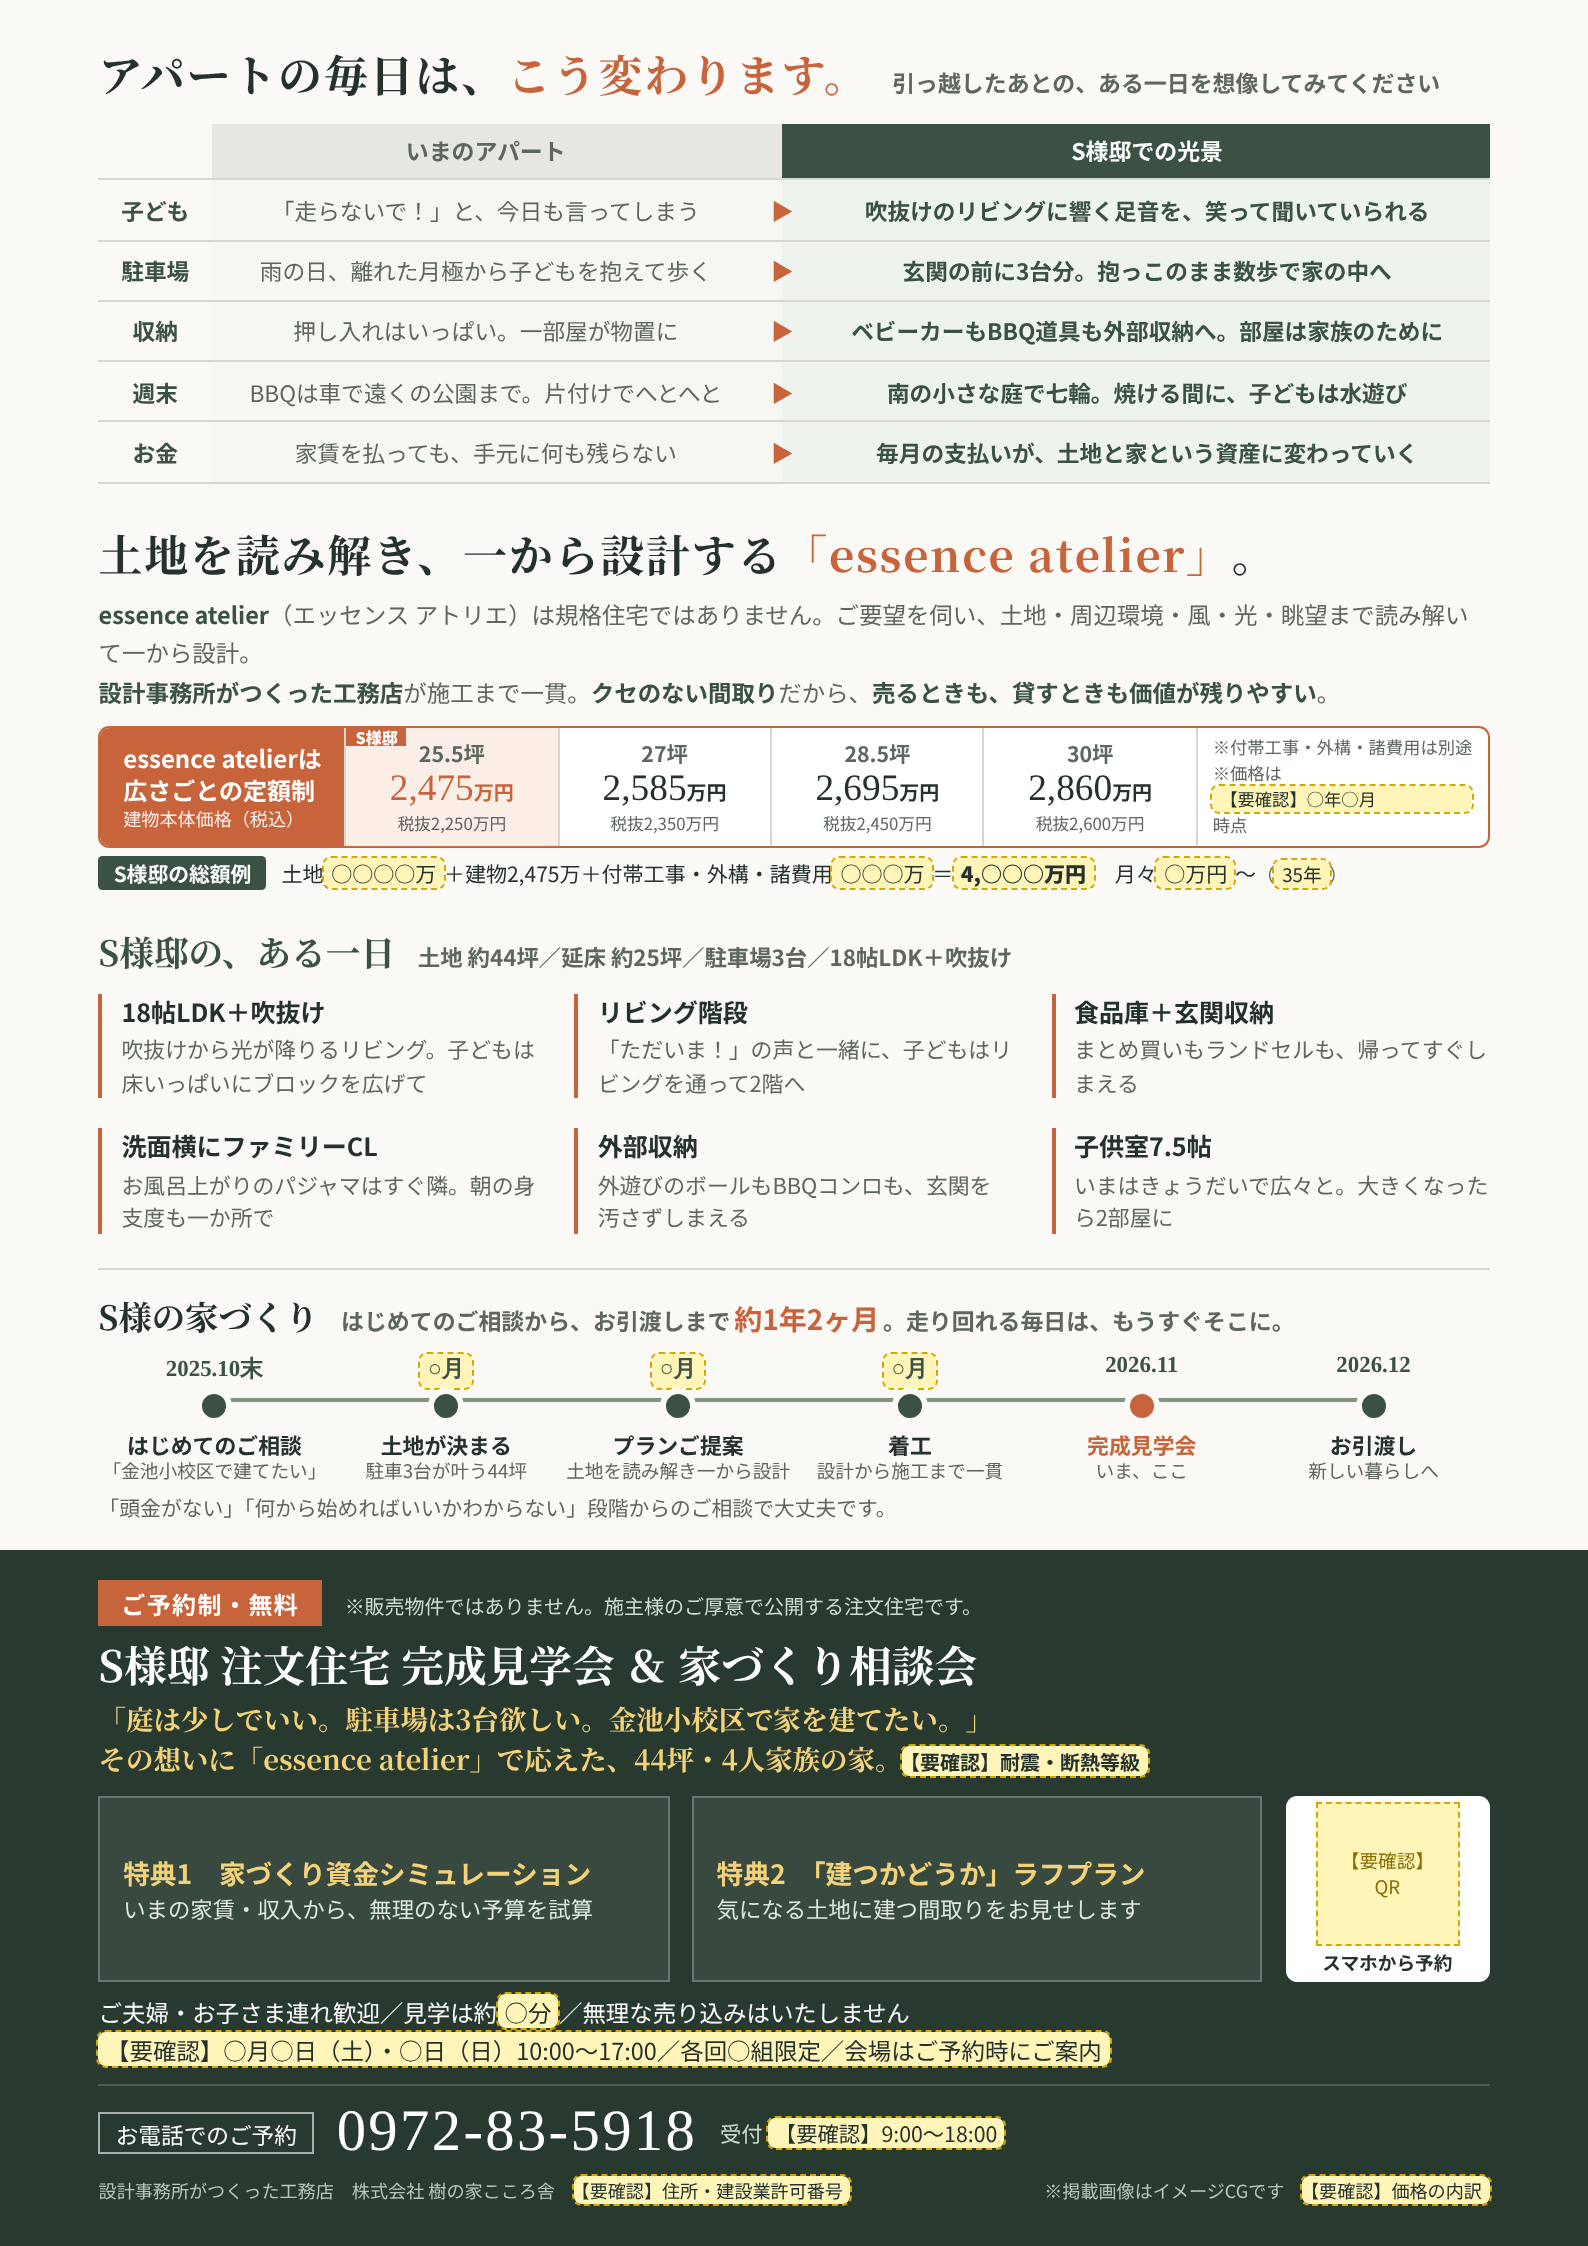 アパートの毎日は、こう変わります。 引っ越したあとの、ある一日を想像してみてください
いまのアパート S様邸での光景
子ども 「走らないで！」と、今日も言ってしまう ▶ 吹抜けのリビングに響く足音を、笑って聞いていられる
駐車場 雨の日、離れた月極から子どもを抱えて歩く ▶ 玄関の前に3台分。抱っこのまま数歩で家の中へ
収納 押し入れはいっぱい。一部屋が物置に ▶ ベビーカーもBBQ道具も外部収納へ。部屋は家族のために
週末 BBQは車で遠くの公園まで。片付けでへとへと ▶ 南の小さな庭で七輪。焼ける間に、子どもは水遊び
お金 家賃を払っても、手元に何も残らない ▶ 毎月の支払いが、土地と家という資産に変わっていく
土地を読み解き、一から設計する「essence atelier」。
essence atelier（エッセンス アトリエ）は規格住宅ではありません。ご要望を伺い、土地・周辺環境・風・光・眺望まで読み解い
て一から設計。
設計事務所がつくった工務店が施工まで一貫。クセのない間取りだから、売るときも、貸すときも価値が残りやすい。
essence atelierは
広さごとの定額制
建物本体価格（税込）
S様邸
25.5坪
2,475万円
税抜2,250万円
27坪
2,585万円
税抜2,350万円
28.5坪
2,695万円
税抜2,450万円
30坪
2,860万円
税抜2,600万円
※付帯工事・外構・諸費用は別途
※価格は
【要確認】○年○月
時点
S様邸の総額例 土地○○○○万＋建物2,475万＋付帯工事・外構・諸費用○○○万＝4,○○○万円 月々○万円〜（35年）
S様邸の、ある一日 土地 約44坪／延床 約25坪／駐車場3台／18帖LDK＋吹抜け
18帖LDK＋吹抜け
吹抜けから光が降りるリビング。子どもは
床いっぱいにブロックを広げて
リビング階段
「ただいま！」の声と一緒に、子どもはリ
ビングを通って2階へ
食品庫＋玄関収納
まとめ買いもランドセルも、帰ってすぐし
まえる
洗面横にファミリーCL
お風呂上がりのパジャマはすぐ隣。朝の身
支度も一か所で
外部収納
外遊びのボールもBBQコンロも、玄関を
汚さずしまえる
子供室7.5帖
いまはきょうだいで広々と。大きくなった
ら2部屋に
S様の家づくり はじめてのご相談から、お引渡しまで約1年2ヶ月。走り回れる毎日は、もうすぐそこに。
2025.10末 ○月 ○月 ○月 2026.11 2026.12
はじめてのご相談 土地が決まる プランご提案 着工 完成見学会 お引渡し
「金池小校区で建てたい」 駐車3台が叶う44坪 土地を読み解き一から設計 設計から施工まで一貫 いま、ここ 新しい暮らしへ
「頭金がない」「何から始めればいいかわからない」段階からのご相談で大丈夫です。
ご予約制・無料 ※販売物件ではありません。施主様のご厚意で公開する注文住宅です。
S様邸 注文住宅 完成見学会 & 家づくり相談会
「庭は少しでいい。駐車場は3台欲しい。金池小校区で家を建てたい。」
その想いに「essence atelier」で応えた、44坪・4人家族の家。【要確認】耐震・断熱等級
特典1 家づくり資金シミュレーション
いまの家賃・収入から、無理のない予算を試算
特典2 「建つかどうか」ラフプラン
気になる土地に建つ間取りをお見せします
【要確認】
QR
スマホから予約
ご夫婦・お子さま連れ歓迎／見学は約○分／無理な売り込みはいたしません
【要確認】○月○日（土）・○日（日）10:00〜17:00／各回○組限定／会場はご予約時にご案内
お電話でのご予約 0972-83-5918 受付【要確認】9:00〜18:00
設計事務所がつくった工務店 株式会社 樹の家こころ舎 【要確認】住所・建設業許可番号 ※掲載画像はイメージCGです 【要確認】価格の内訳